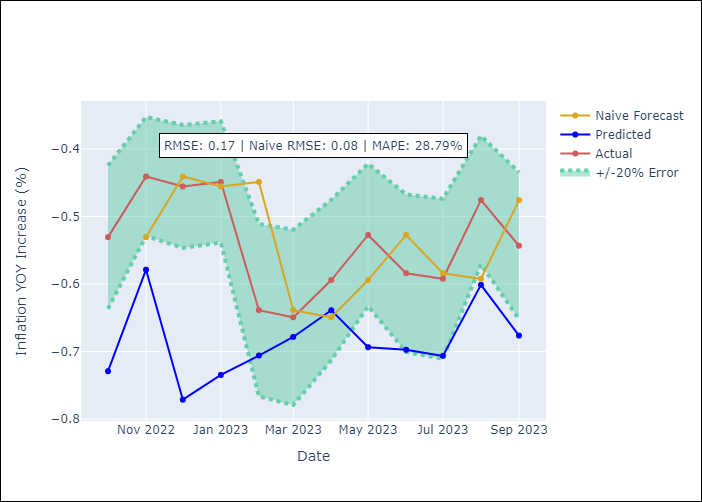 RMSE: 0.17 | Naive RMSE: 0.08 | MAPE: 28.79%
Naive Forecast
Predicted
Actual
+/-20% Error
Inflation YOY Increase (%)
−0.4
−0.5
−0.6
−0.7
−0.8
Nov 2022 Jan 2023 Mar 2023 May 2023 Jul 2023 Sep 2023
Date